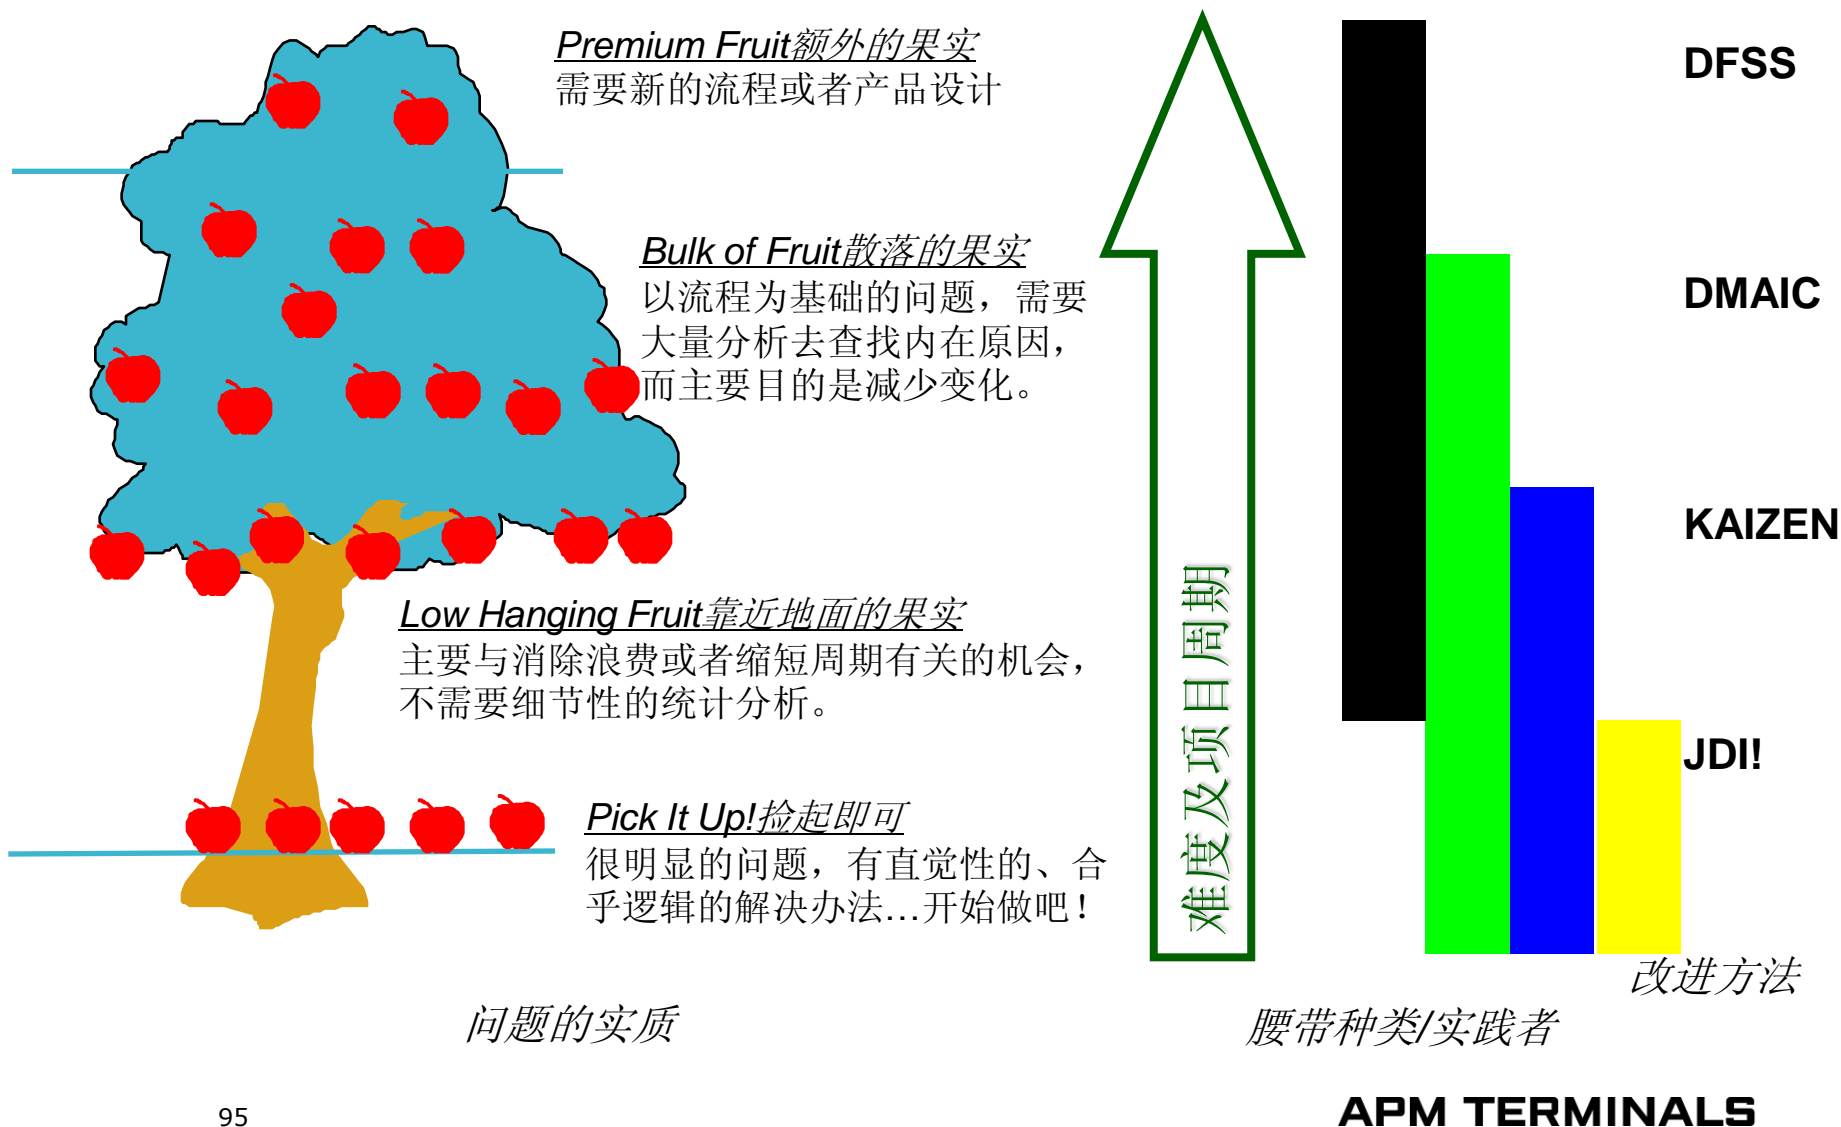 Premium Fruit额外的果实
需要新的流程或者产品设计
Bulk of Fruit散落的果实
以流程为基础的问题，需要
大量分析去查找内在原因，
而主要目的是减少变化。
Low Hanging Fruit靠近地面的果实
主要与消除浪费或者缩短周期有关的机会，
不需要细节性的统计分析。
Pick It Up!捡起即可
很明显的问题，有直觉性的、合
乎逻辑的解决办法…开始做吧！
问题的实质
难度及项目周期
DFSS
DMAIC
KAIZEN
JDI!
改进方法
腰带种类/实践者
95
APM TERMINALS